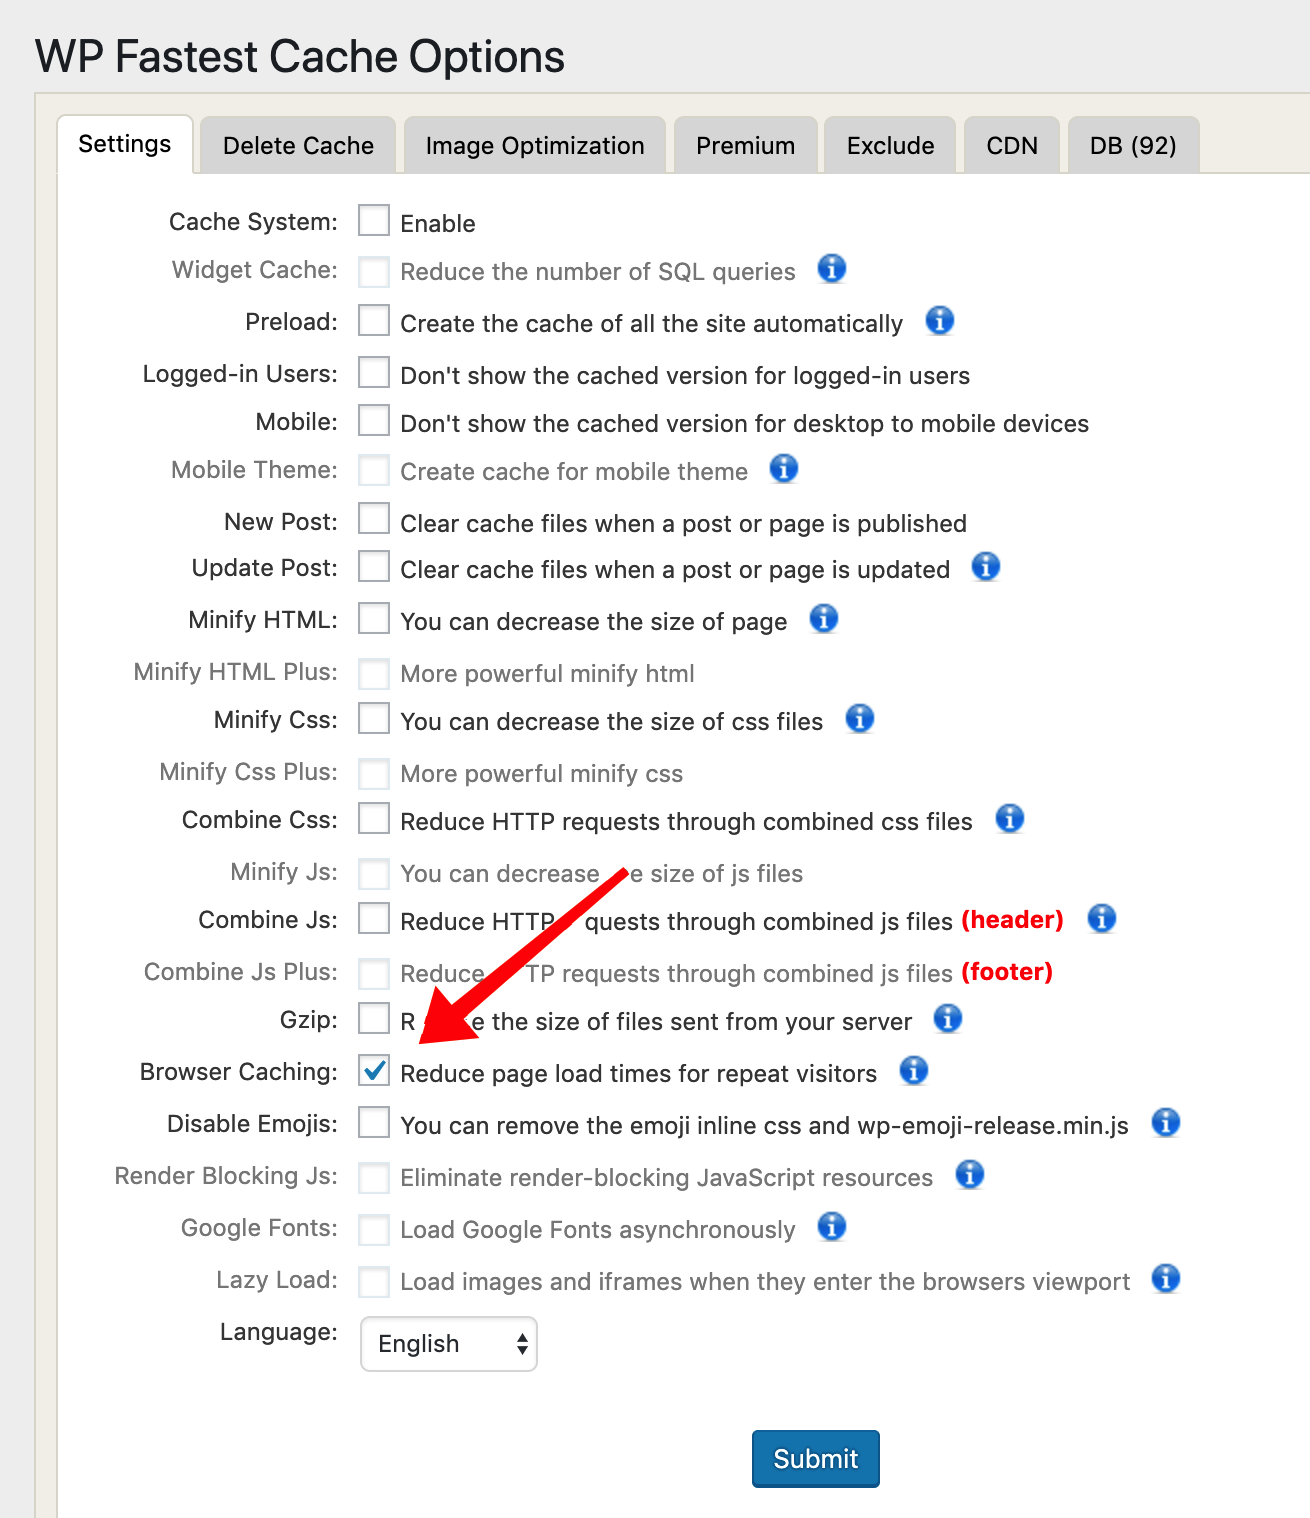 WP Fastest Cache Options
Settings Delete Cache Image Optimization Premium Exclude CDN DB (92)
Cache System: Enable
Widget Cache: Reduce the number of SQL queries
Preload: Create the cache of all the site automatically
Logged-in Users: Don't show the cached version for logged-in users
Mobile: Don't show the cached version for desktop to mobile devices
Mobile Theme: Create cache for mobile theme
New Post: Clear cache files when a post or page is published
Update Post: Clear cache files when a post or page is updated
Minify HTML: You can decrease the size of page
Minify HTML Plus: More powerful minify html
Minify Css: You can decrease the size of css files
Minify Css Plus: More powerful minify css
Combine Css: Reduce HTTP requests through combined css files
Minify Js: You can decrease size of js files
Combine Js: Reduce HTTP through combined js files (header)
Combine Js Plus: Reduce requests through combined js files (footer)
Gzip: the size of files sent from your server
Browser Caching: Reduce page load times for repeat visitors
Disable Emojis: You can remove the emoji inline css and wp-emoji-release.min.js
Render Blocking Js: Eliminate render-blocking JavaScript resources
Google Fonts: Load Google Fonts asynchronously
Lazy Load: Load images and iframes when they enter the browsers viewport
Language: English
Submit